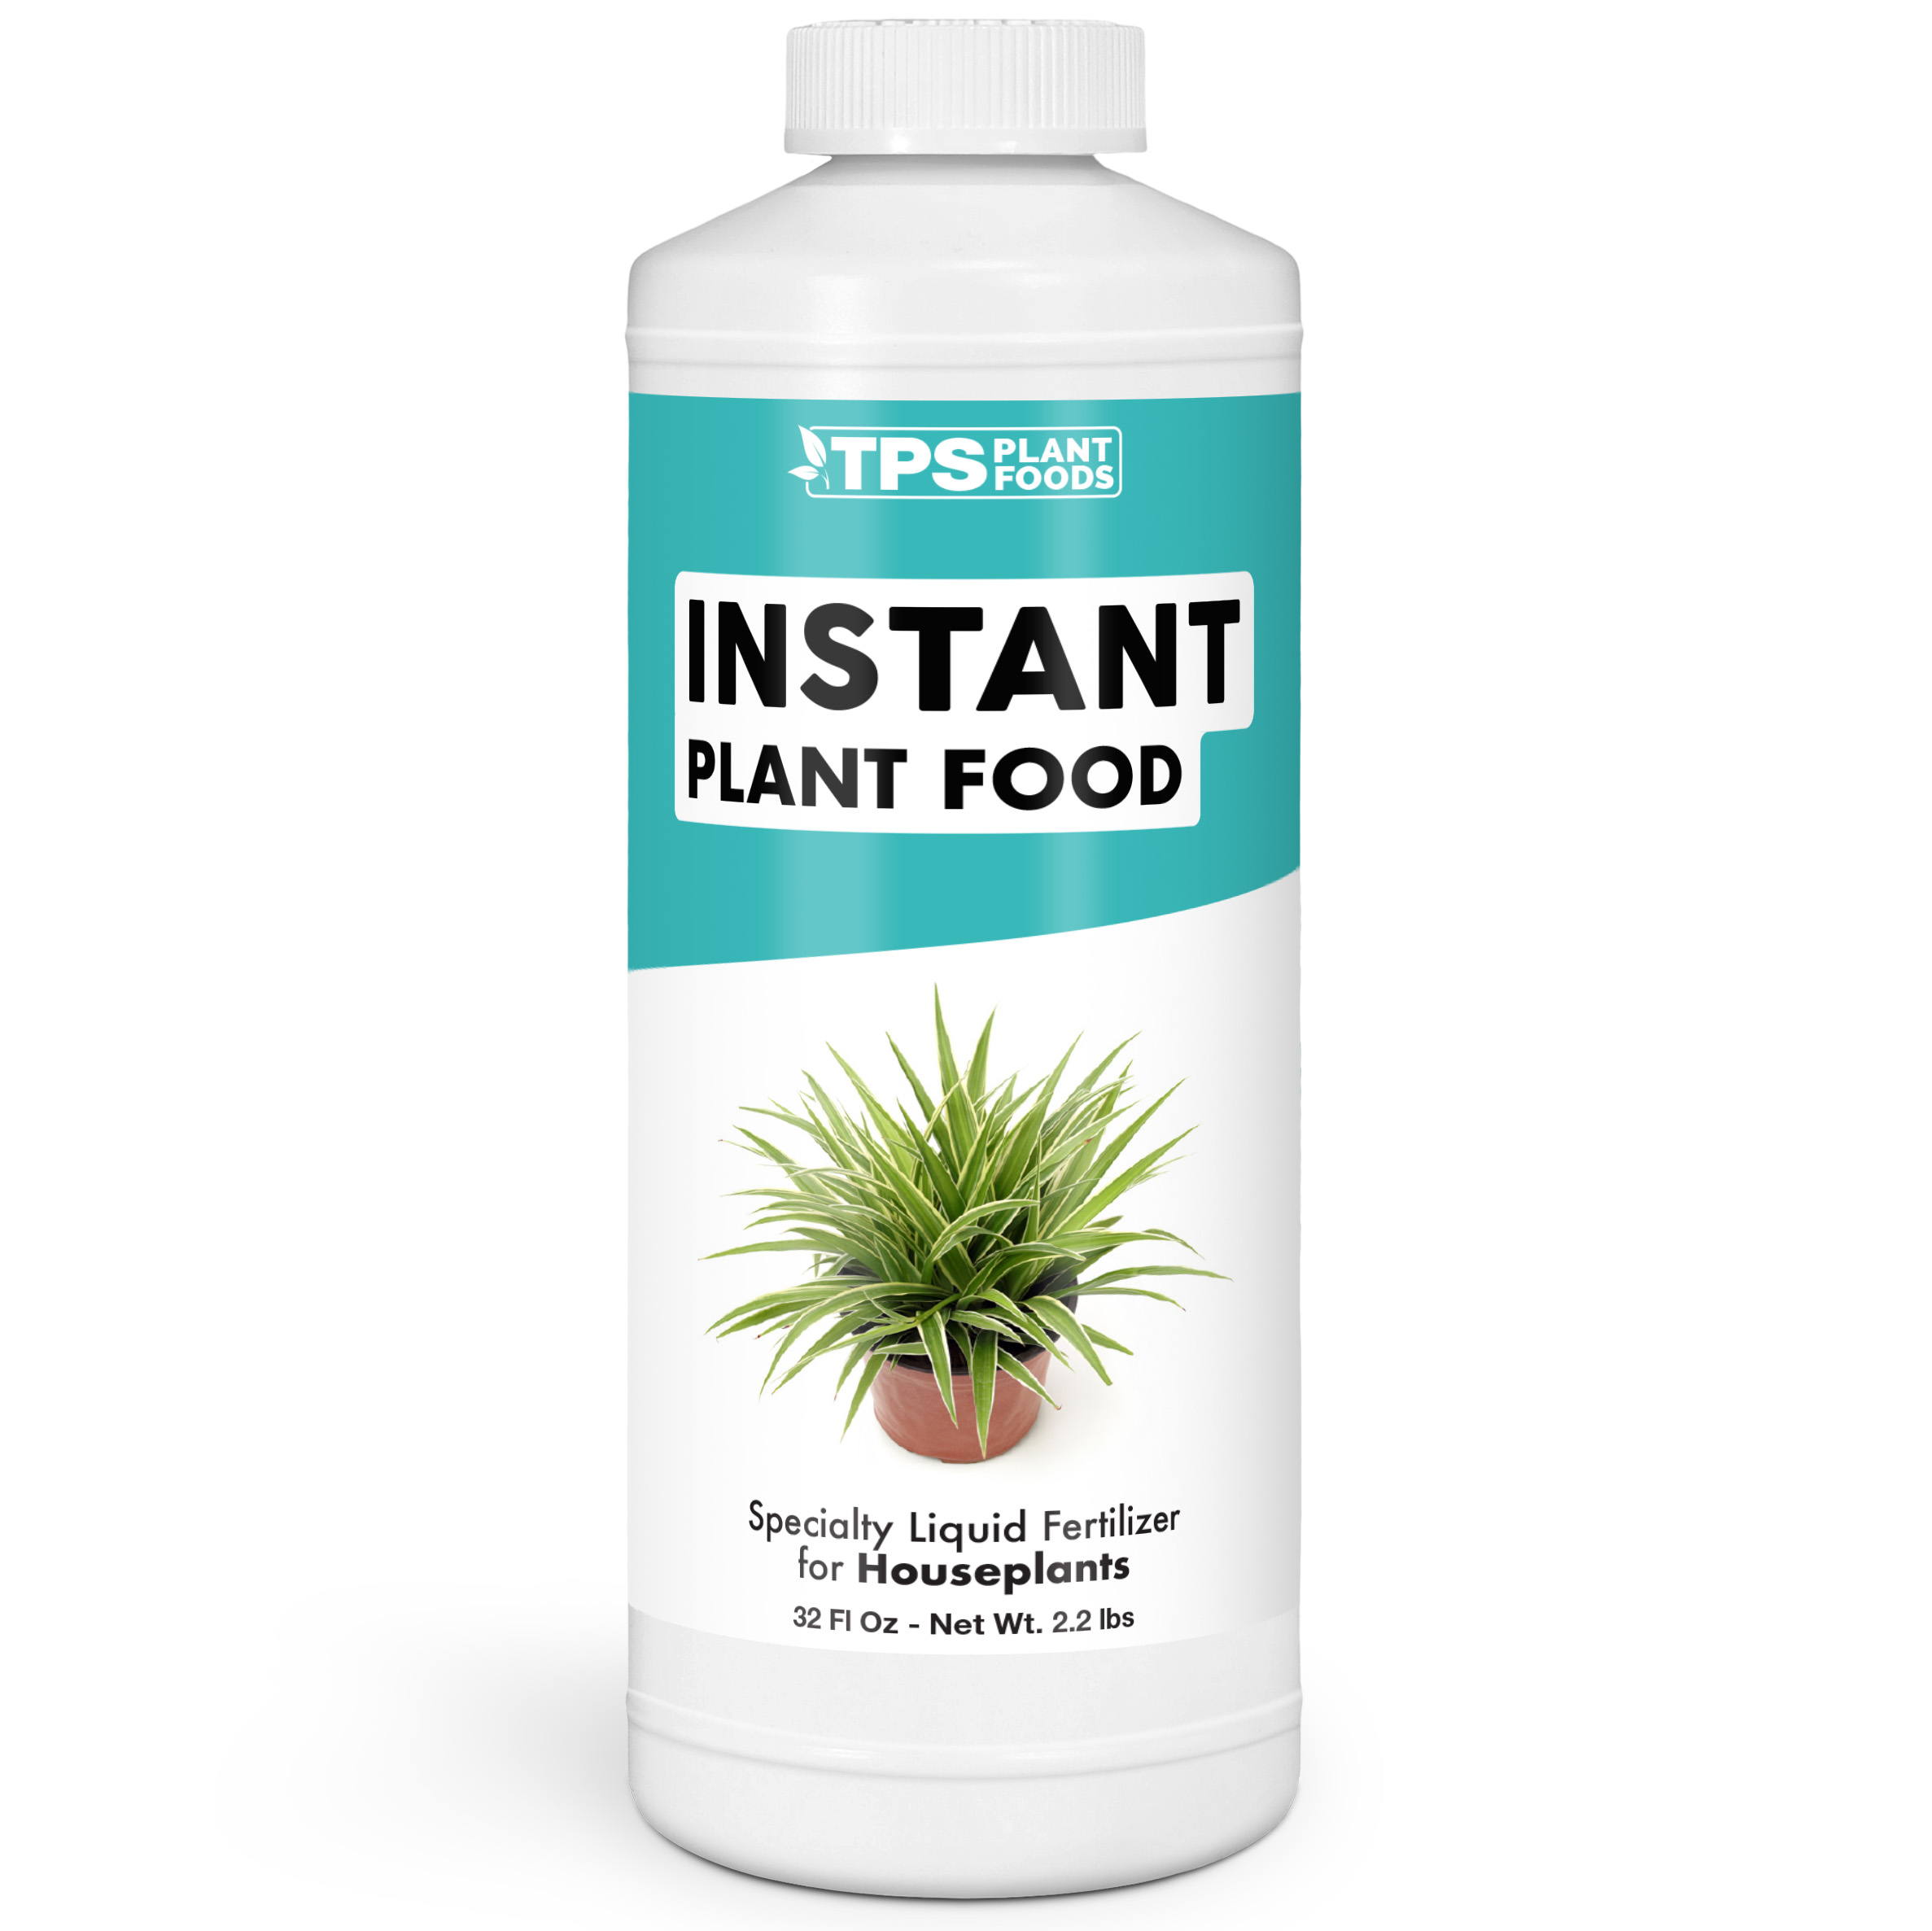 TPS PLANT FOODS
INSTANT
PLANT FOOD
Specialty Liquid Fertilizer
for Houseplants
32 Fl Oz - Net Wt. 2.2 lbs